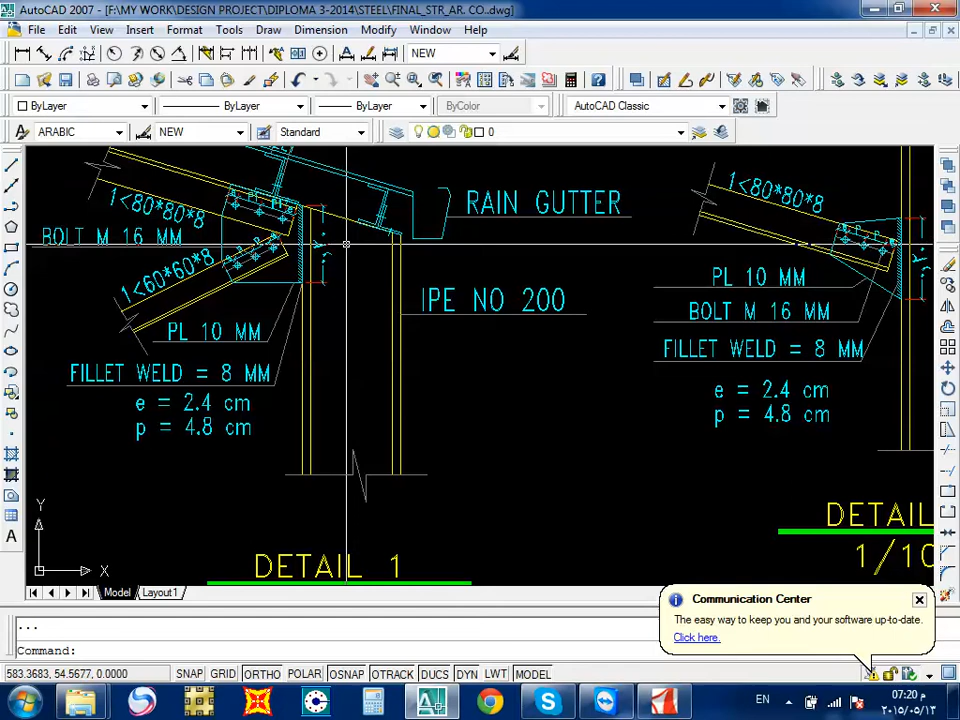 AutoCAD 2007 - [F:\MY WORK\DESIGN PROJECT\DIPLOMA 3-2014\STEEL\FINAL_STR_AR. CO..dwg]
File Edit View Insert Format Tools Draw Dimension Modify Window Help
NEW
ByLayer ByLayer ByLayer ByColor AutoCAD Classic
ARABIC NEW Standard 0
1<80*80*8
BOLT M 16 MM
1<60*60*8
PL 10 MM
FILLET WELD = 8 MM
e = 2.4 cm
p = 4.8 cm
RAIN GUTTER
IPE NO 200
DETAIL 1
1<80*80*8
PL 10 MM
BOLT M 16 MM
FILLET WELD = 8 MM
e = 2.4 cm
p = 4.8 cm
DETAIL
1/10
Y
X
Model Layout1
Communication Center
The easy way to keep you and your software up-to-date.
Click here.
...
Command:
583.3683, 54.5677, 0.0000 SNAP GRID ORTHO POLAR OSNAP OTRACK DUCS DYN LWT MODEL
EN
07:20 م
٢٠١٥/٠٥/١٣